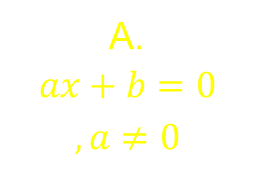 A.
𝑎𝑥 + 𝑏 = 0
, 𝑎 ≠ 0